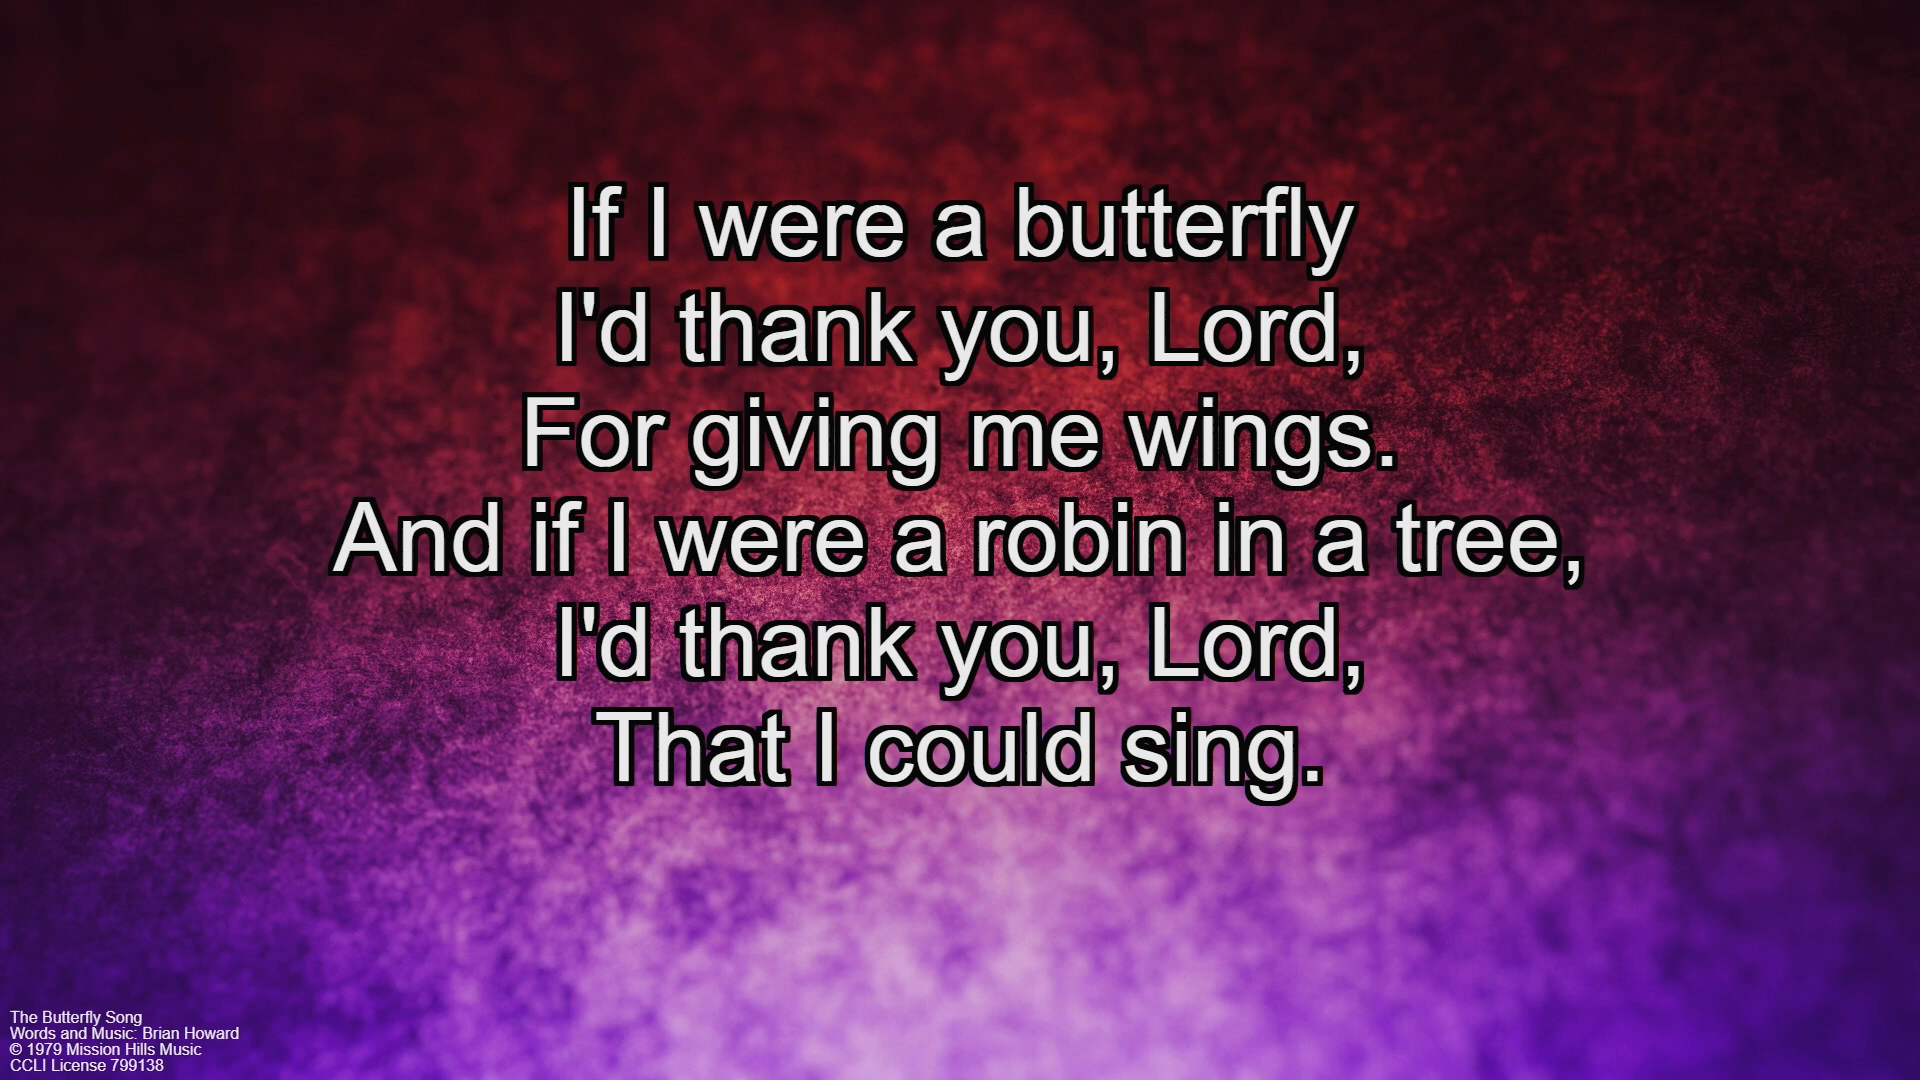 If I were a butterfly
I'd thank you, Lord,
For giving me wings.
And if I were a robin in a tree,
I'd thank you, Lord,
That I could sing.
The Butterfly Song
Words and Music: Brian Howard
© 1979 Mission Hills Music
CCLI License 799138